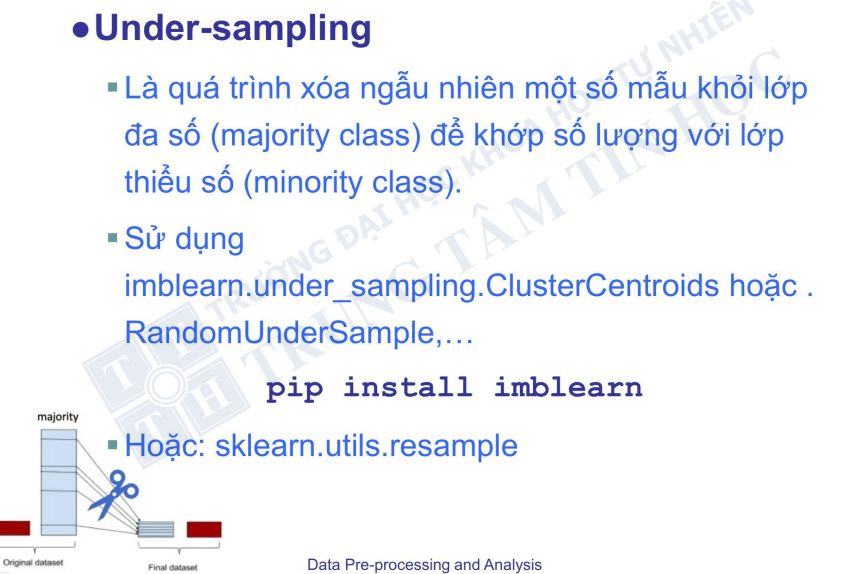 ●Under-sampling
▪Là quá trình xóa ngẫu nhiên một số mẫu khỏi lớp
đa số (majority class) để khớp số lượng với lớp
thiểu số (minority class).
▪Sử dụng
imblearn.under_sampling.ClusterCentroids hoặc .
RandomUnderSample,…
pip install imblearn
▪Hoặc: sklearn.utils.resample
majority
Original dataset
Final dataset
Data Pre-processing and Analysis
TRƯỜNG ĐẠI HỌC KHOA HỌC TỰ NHIÊN
TRUNG TÂM TIN HỌC
T T
T H